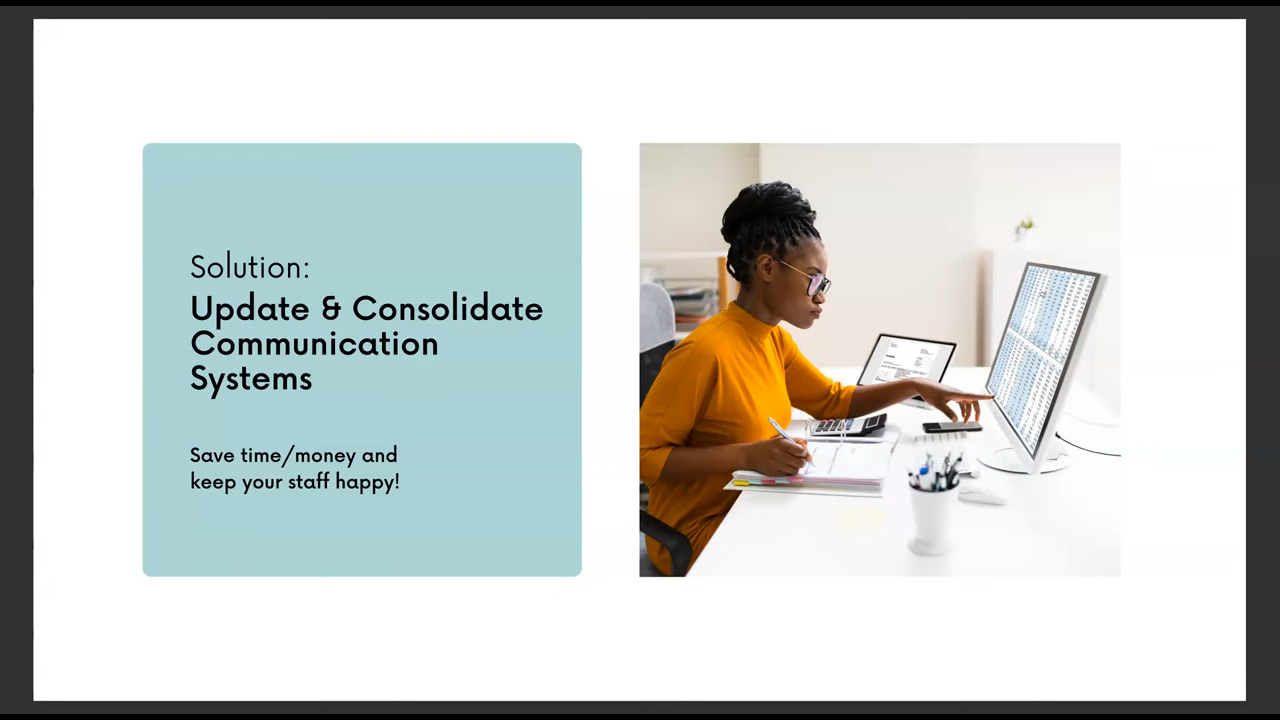 Solution:
Update & Consolidate
Communication
Systems
Save time/money and
keep your staff happy!